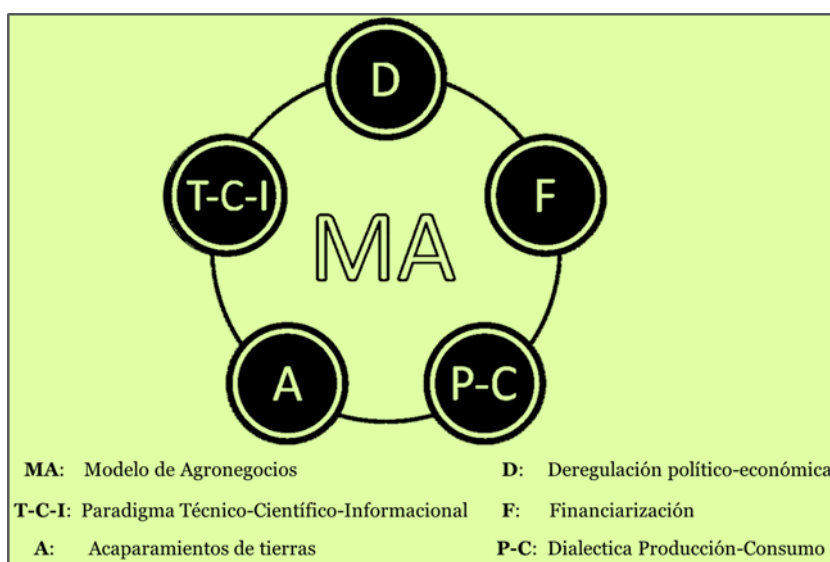 D
T-C-I
F
MA
A
P-C
MA: Modelo de Agronegocios D: Deregulación político-económica
T-C-I: Paradigma Técnico-Científico-Informacional F: Financiarización
A: Acaparamientos de tierras P-C: Dialectica Producción-Consumo